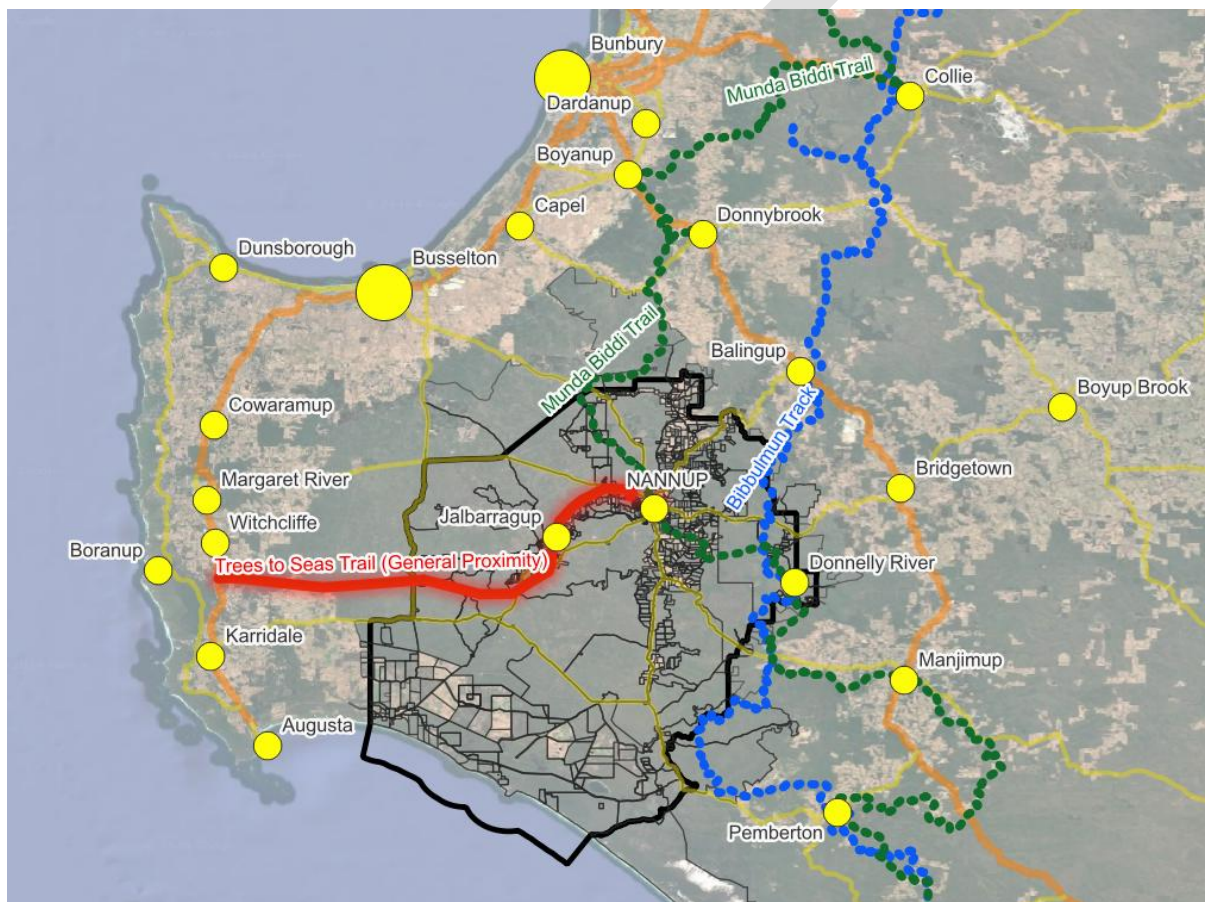 Bunbury
Munda Biddi Trail
Collie
Dardanup
Boyanup
Capel
Donnybrook
Dunsborough
Busselton
Munda Biddi Trail
Balingup
Boyup Brook
Cowaramup
Bibbulmun Track
Bridgetown
Margaret River
NANNUP
Witchcliffe
Jalbarragup
Boranup
Trees to Seas Trail (General Proximity)
Donnelly River
Karridale
Manjimup
Augusta
Pemberton